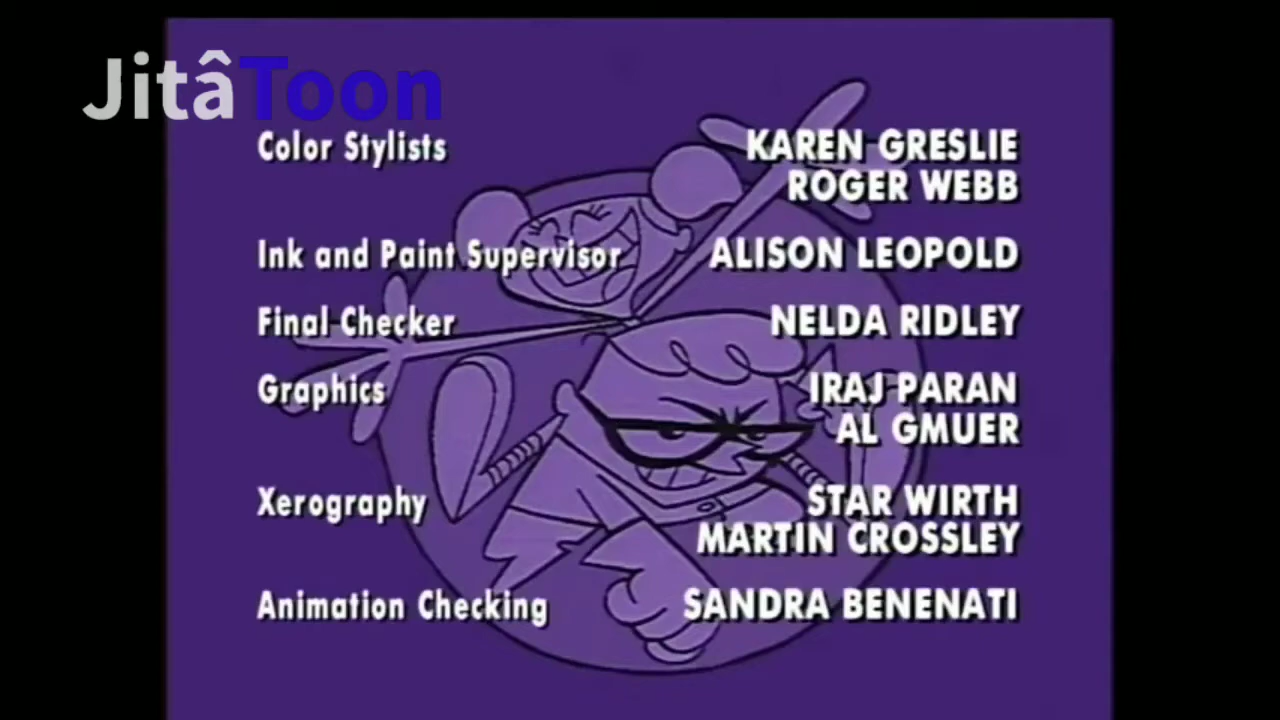 JitâToon
Color Stylists KAREN GRESLIE
ROGER WEBB
Ink and Paint Supervisor ALISON LEOPOLD
Final Checker NELDA RIDLEY
Graphics IRAJ PARAN
AL GMUER
Xerography STAR WIRTH
MARTIN CROSSLEY
Animation Checking SANDRA BENENATI